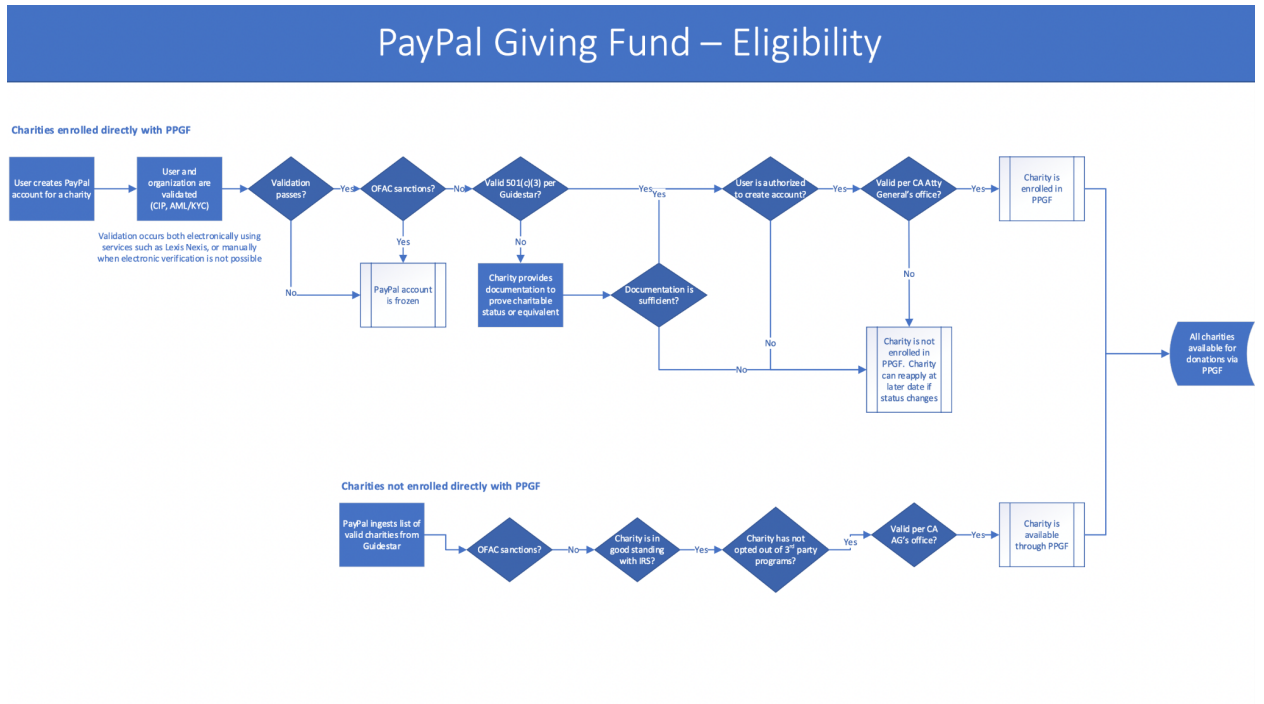 PayPal Giving Fund – Eligibility
Charities enrolled directly with PPGF
User creates PayPal
account for a charity
User and
organization are
validated
(CIP, AML/KYC)
Validation occurs both electronically using
services such as Lexis Nexis, or manually
when electronic verification is not possible
Validation
passes?
Yes
No
OFAC sanctions?
No
Yes
PayPal account
is frozen
Valid 501(c)(3) per
Guidestar?
Yes
No
Charity provides
documentation to
prove charitable
status or equivalent
Documentation is
sufficient?
Yes
No
User is authorized
to create account?
Yes
No
Valid per CA Atty
General's office?
Yes
No
Charity is
enrolled in
PPGF
Charity is not
enrolled in
PPGF. Charity
can reapply at
later date if
status changes
All charities
available for
donations via
PPGF
Charities not enrolled directly with PPGF
PayPal ingests list of
valid charities from
Guidestar
OFAC sanctions?
No
Charity is in
good standing
with IRS?
Yes
Charity has not
opted out of 3rd party
programs?
Yes
Valid per CA
AG's office?
Yes
Charity is
available
through PPGF